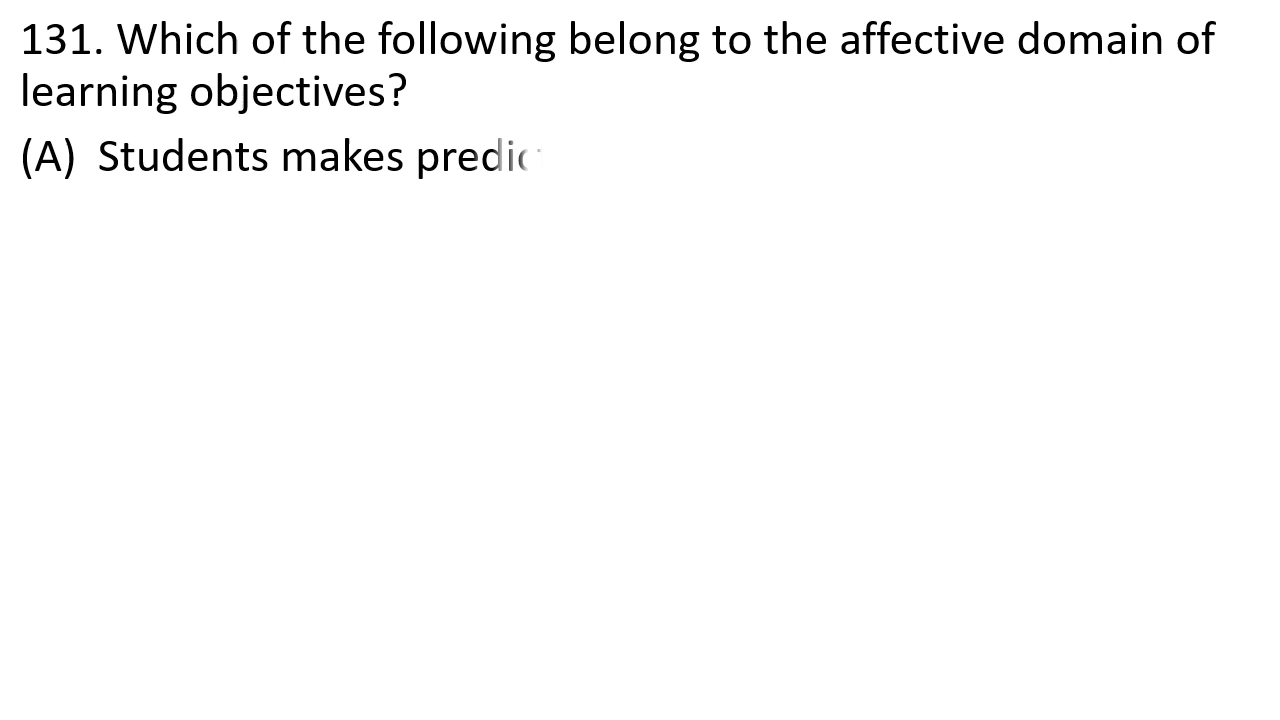 131. Which of the following belong to the affective domain of
learning objectives?
(A) Students makes